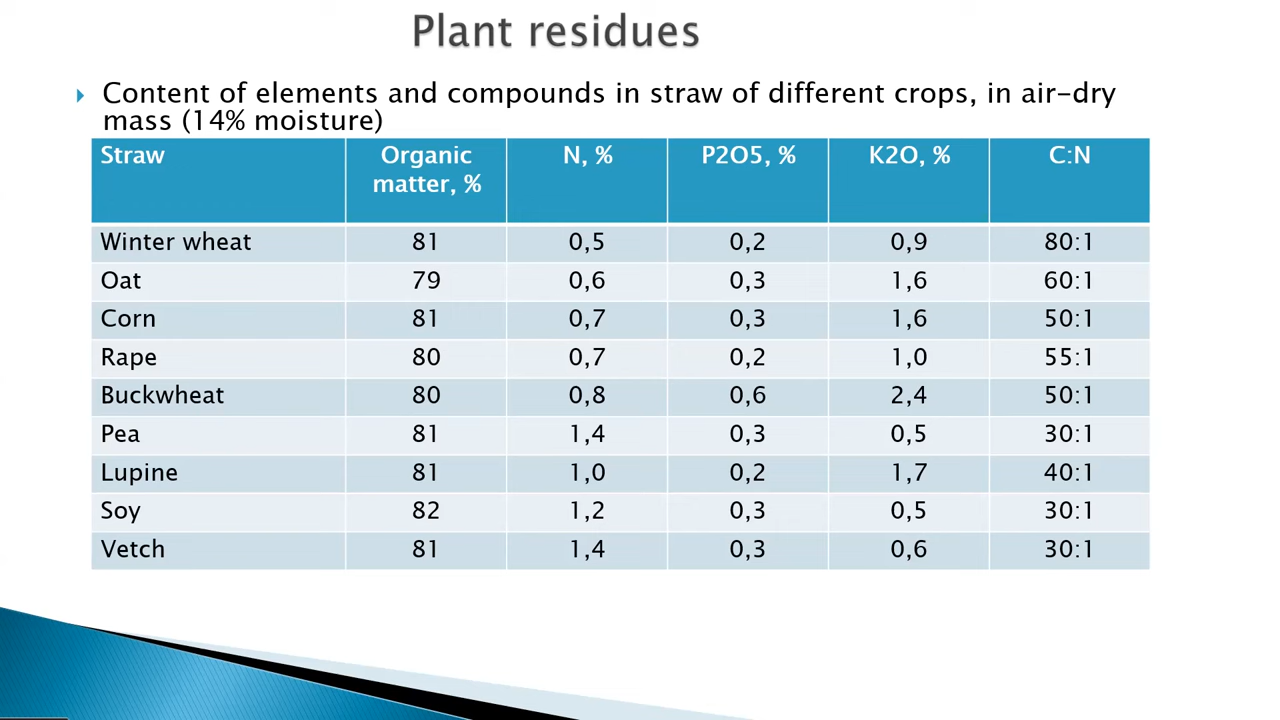 Plant residues
Content of elements and compounds in straw of different crops, in air-dry
mass (14% moisture)
Straw Organic matter, % N, % P2O5, % K2O, % C:N
Winter wheat 81 0,5 0,2 0,9 80:1
Oat 79 0,6 0,3 1,6 60:1
Corn 81 0,7 0,3 1,6 50:1
Rape 80 0,7 0,2 1,0 55:1
Buckwheat 80 0,8 0,6 2,4 50:1
Pea 81 1,4 0,3 0,5 30:1
Lupine 81 1,0 0,2 1,7 40:1
Soy 82 1,2 0,3 0,5 30:1
Vetch 81 1,4 0,3 0,6 30:1